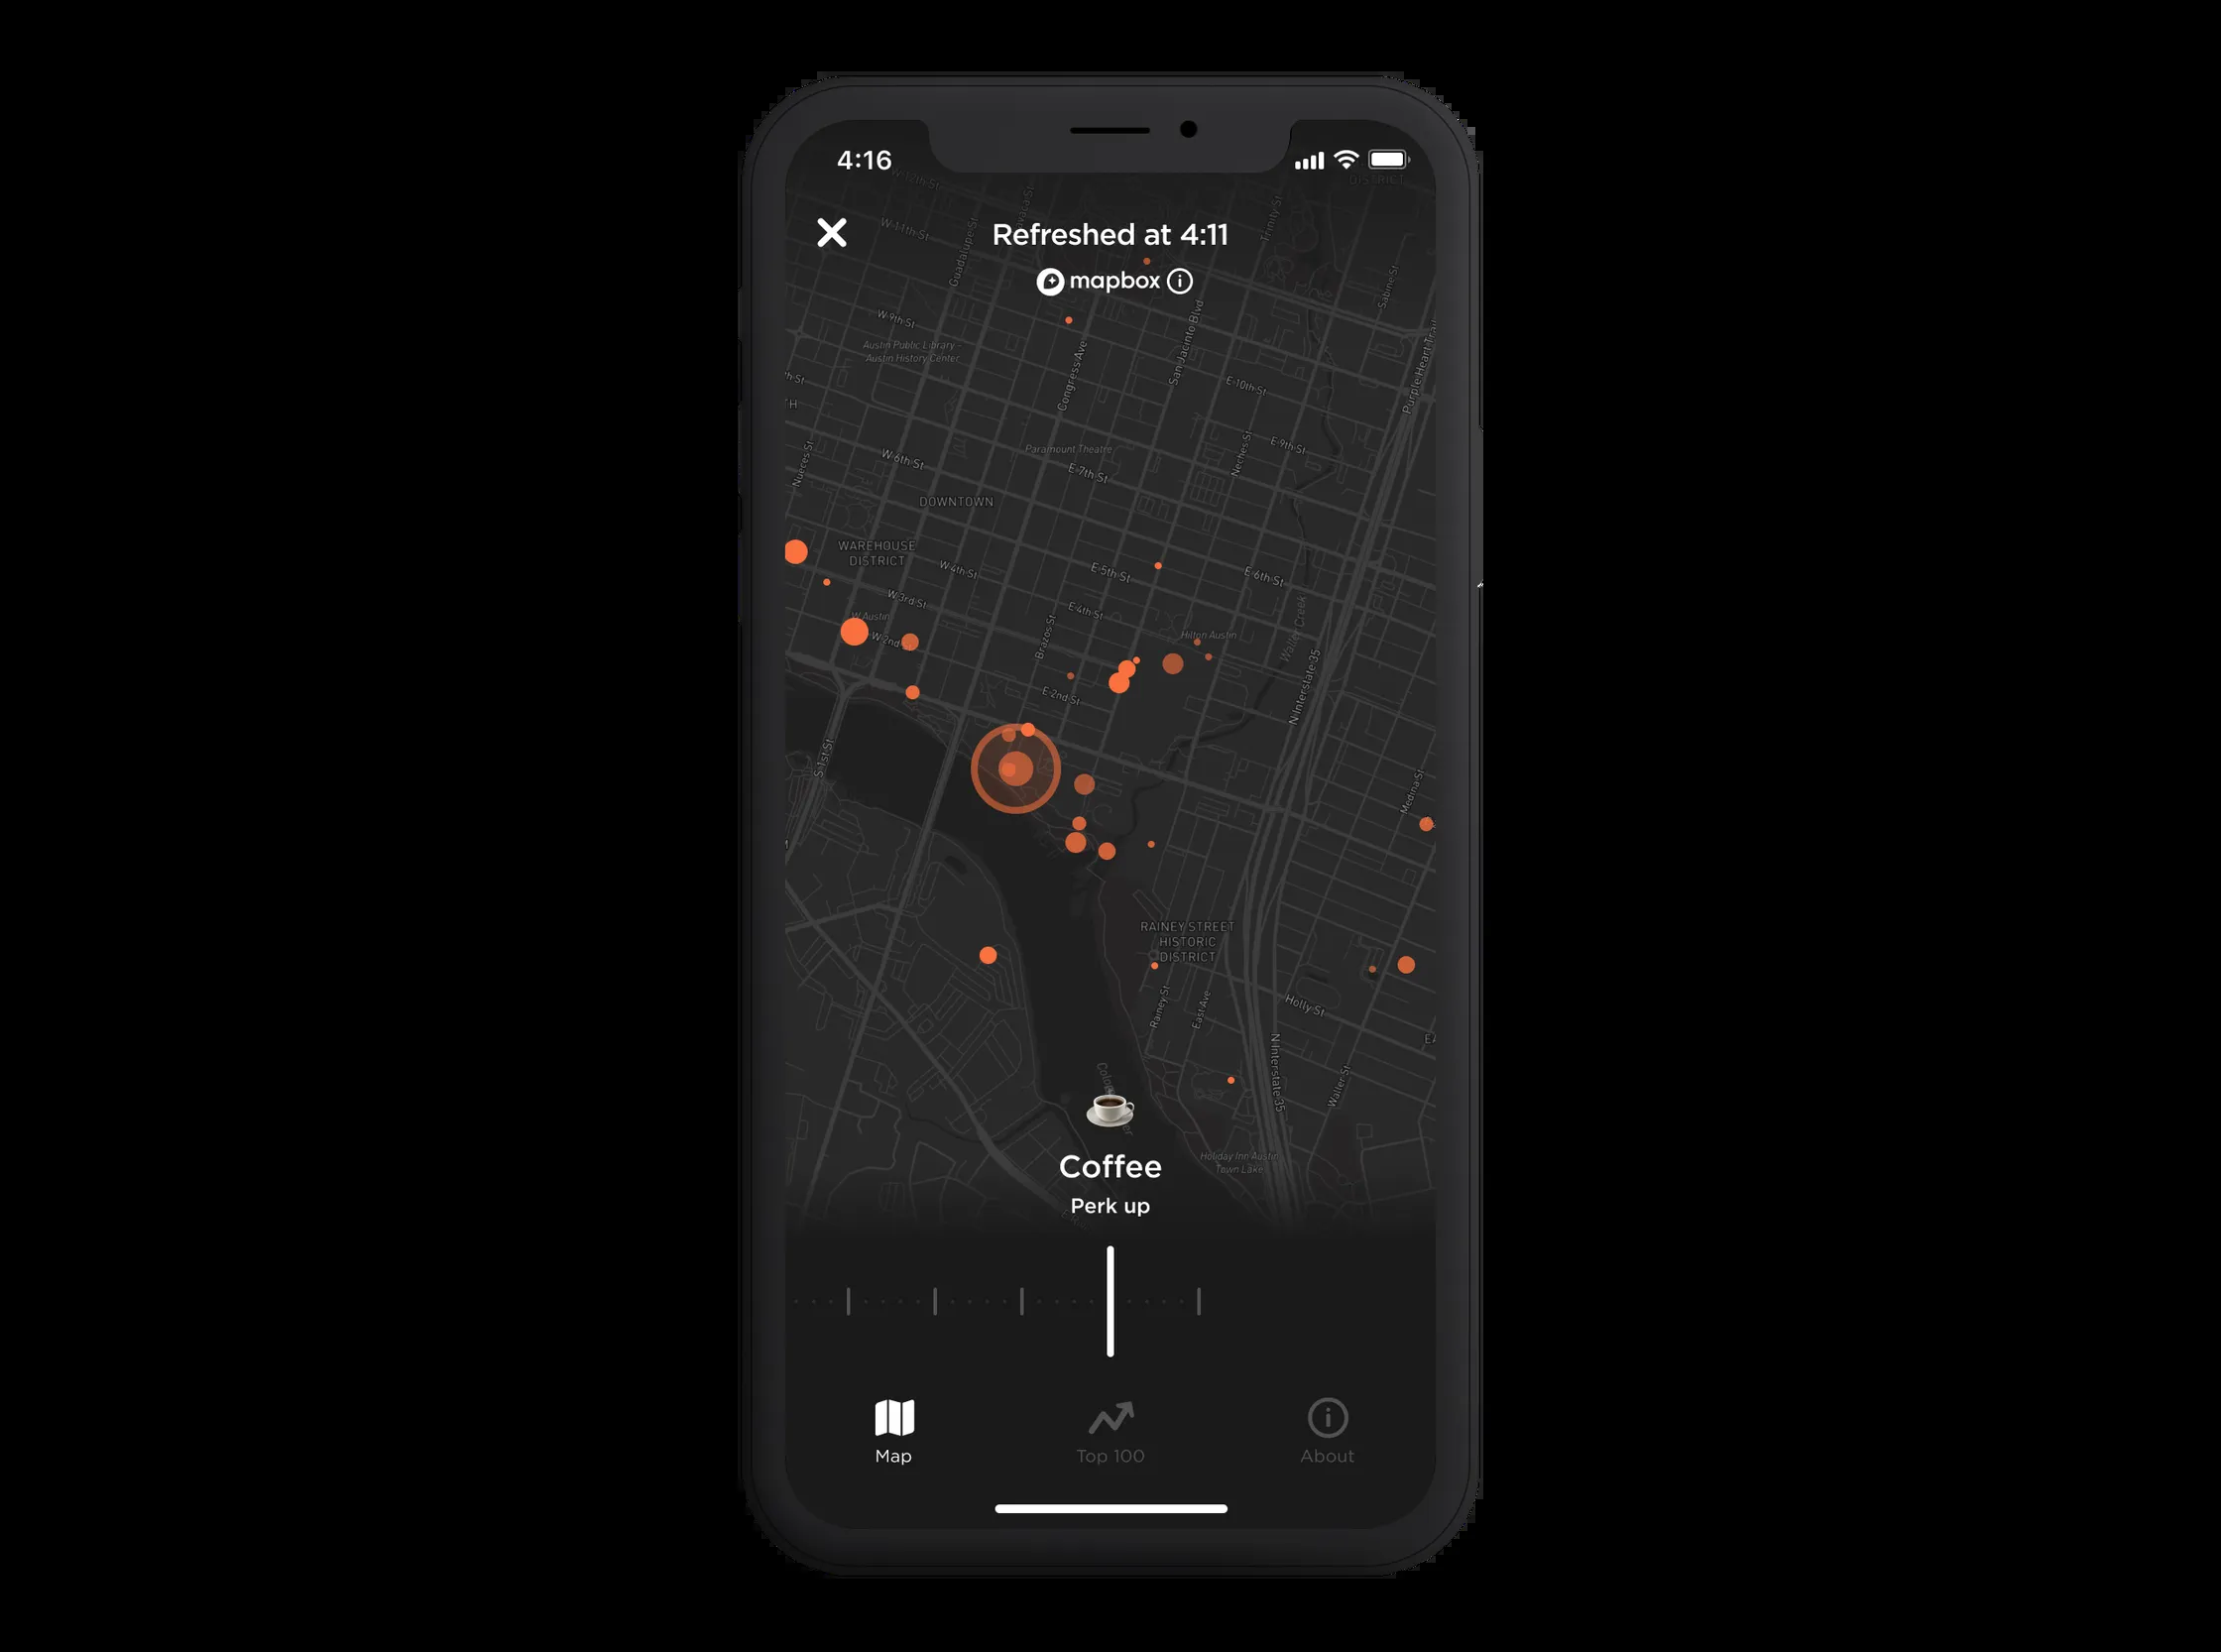 4:16
DISTRICT
W 12th St
W 11th St
Guadalupe St
Trinity St
Refreshed at 4:11
mapbox
Sabine St
W 9th St
Austin Public Library -
Austin History Center
Congress Ave
San Jacinto Blvd
Purple Heart Trail
E 10th St
Nueces St
W 6th St
Paramount Theatre
E 7th St
Neches St
E 9th St
DOWNTOWN
WAREHOUSE
DISTRICT
W 4th St
E 5th St
E 6th St
W 3rd St
E 4th St
W Austin
W 2nd
Brazos St
Hilton Austin
Waller Creek
E 2nd St
N Interstate 35
S 1st St
Medina St
RAINEY STREET
HISTORIC
DISTRICT
Rainey St
East Ave
Holly St
N Interstate 35
Waller St
Holiday Inn Austin
Town Lake
Coffee
Perk up
Map
Top 100
About